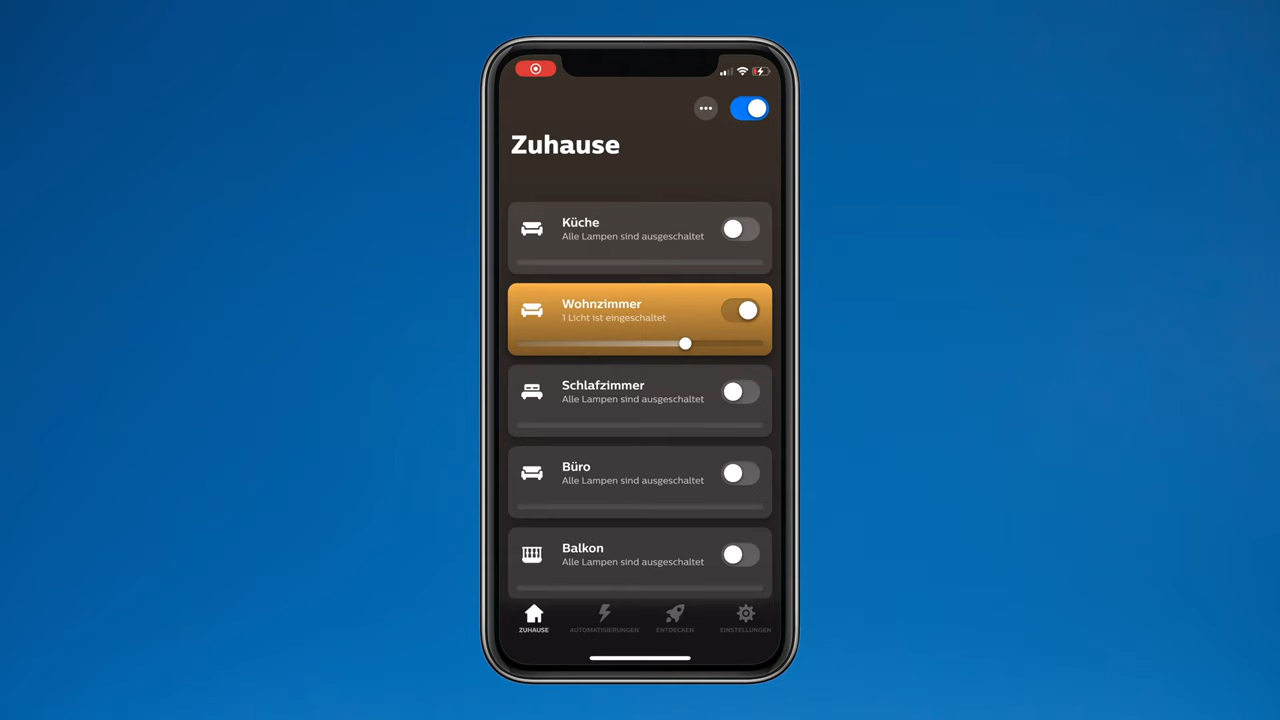 Zuhause
Küche
Alle Lampen sind ausgeschaltet
Wohnzimmer
1 Licht ist eingeschaltet
Schlafzimmer
Alle Lampen sind ausgeschaltet
Büro
Alle Lampen sind ausgeschaltet
Balkon
Alle Lampen sind ausgeschaltet
ZUHAUSE AUTOMATISIERUNGEN ENTDECKEN EINSTELLUNGEN